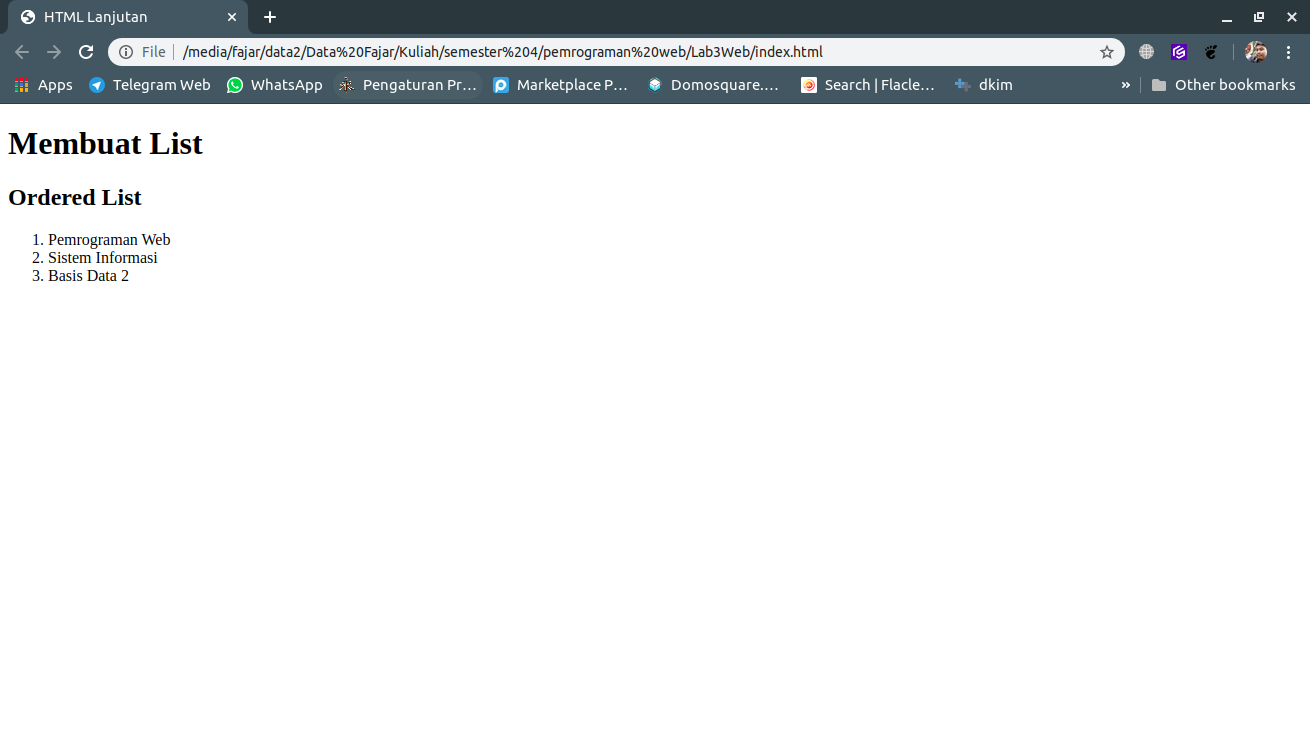 HTML Lanjutan
File /media/fajar/data2/Data%20Fajar/Kuliah/semester%204/pemrograman%20web/Lab3Web/index.html
Apps Telegram Web WhatsApp Pengaturan Pr... Marketplace P... Domosquare.... Search | Flacle... dkim » Other bookmarks
Membuat List
Ordered List
1. Pemrograman Web
2. Sistem Informasi
3. Basis Data 2